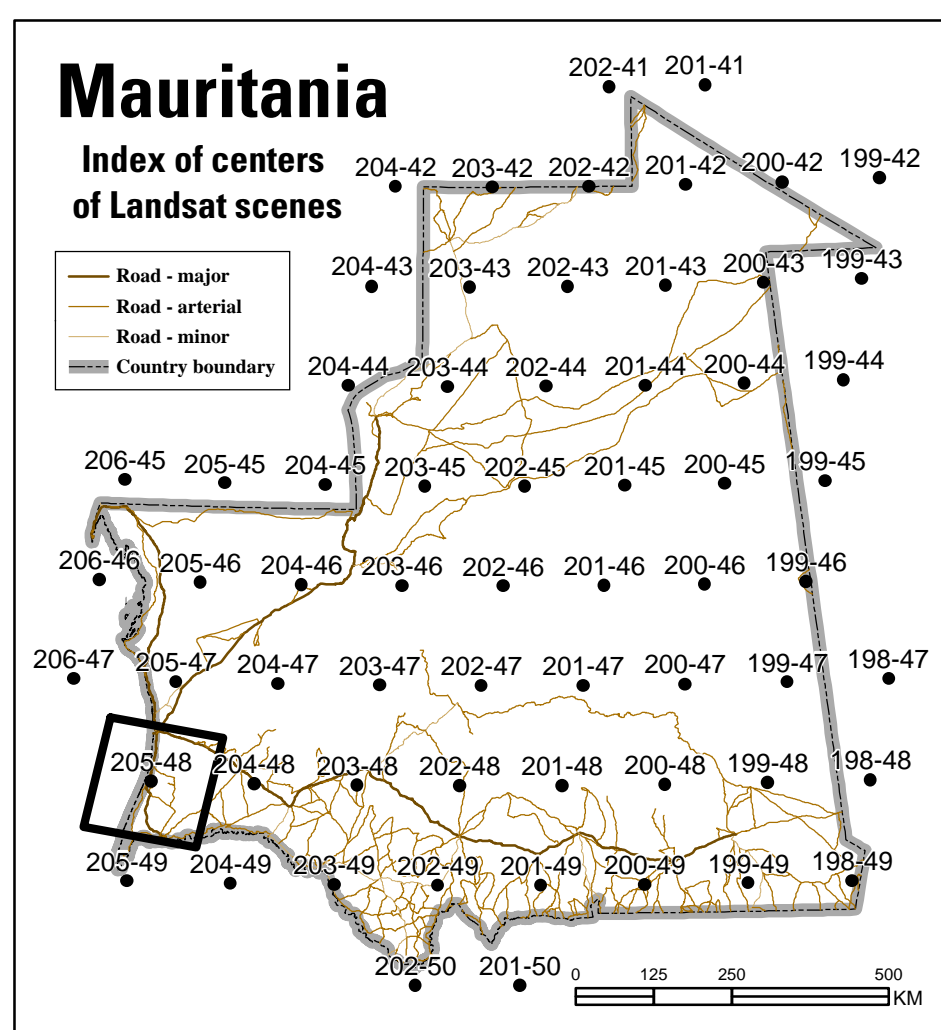 Mauritania
Index of centers
of Landsat scenes
Road - major
Road - arterial
Road - minor
Country boundary
202-41 201-41
204-42 203-42 202-42 201-42 200-42 199-42
204-43 203-43 202-43 201-43 200-43 199-43
204-44 203-44 202-44 201-44 200-44 199-44
206-45 205-45 204-45 203-45 202-45 201-45 200-45 199-45
206-46 205-46 204-46 203-46 202-46 201-46 200-46 199-46
206-47 205-47 204-47 203-47 202-47 201-47 200-47 199-47 198-47
205-48 204-48 203-48 202-48 201-48 200-48 199-48 198-48
205-49 204-49 203-49 202-49 201-49 200-49 199-49 198-49
202-50 201-50
0 125 250 500
KM